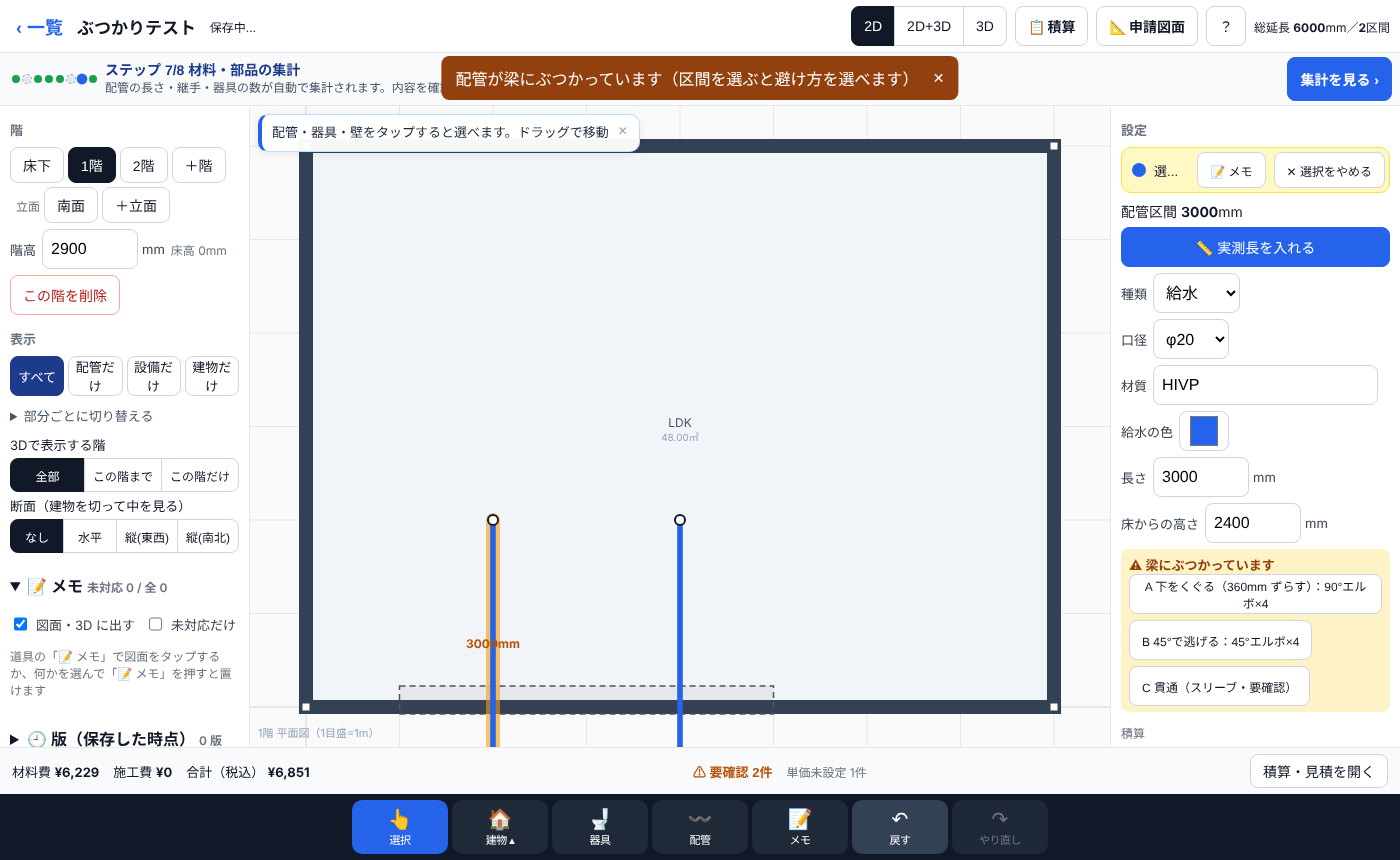 ‹ 一覧 ぶつかりテスト 保存中...
2D 2D+3D 3D 📋 積算 📐 申請図面 ? 総延長 6000mm／2区間
ステップ 7/8 材料・部品の集計
配管の長さ・継手・器具の数が自動で集計されます。内容を確
配管が梁にぶつかっています（区間を選ぶと避け方を選べます） ×
集計を見る ›
配管・器具・壁をタップすると選べます。ドラッグで移動 ×
階
床下 1階 2階 ＋階
立面 南面 ＋立面
階高 2900 mm 床高 0mm
この階を削除
表示
すべて 配管だけ 設備だけ 建物だけ
▶ 部分ごとに切り替える
3Dで表示する階
全部 この階まで この階だけ
断面（建物を切って中を見る）
なし 水平 縦(東西) 縦(南北)
▼ 📝 メモ 未対応 0 / 全 0
図面・3D に出す 未対応だけ
道具の「📝 メモ」で図面をタップする
か、何かを選んで「📝 メモ」を押すと置
けます
▶ 🕘 版（保存した時点） 0 版
LDK
48.00㎡
3000mm
1階 平面図（1目盛=1m）
設定
選... 📝 メモ ✕ 選択をやめる
配管区間 3000mm
📏 実測長を入れる
種類 給水
口径 φ20
材質 HIVP
給水の色
長さ 3000 mm
床からの高さ 2400 mm
⚠ 梁にぶつかっています
A 下をくぐる（360mm ずらす）：90°エル
ボ×4
B 45°で逃げる：45°エルボ×4
C 貫通（スリーブ・要確認）
積算
材料費 ¥6,229 施工費 ¥0 合計（税込） ¥6,851
⚠ 要確認 2件 単価未設定 1件
積算・見積を開く
選択 建物▴ 器具 配管 メモ 戻す やり直し